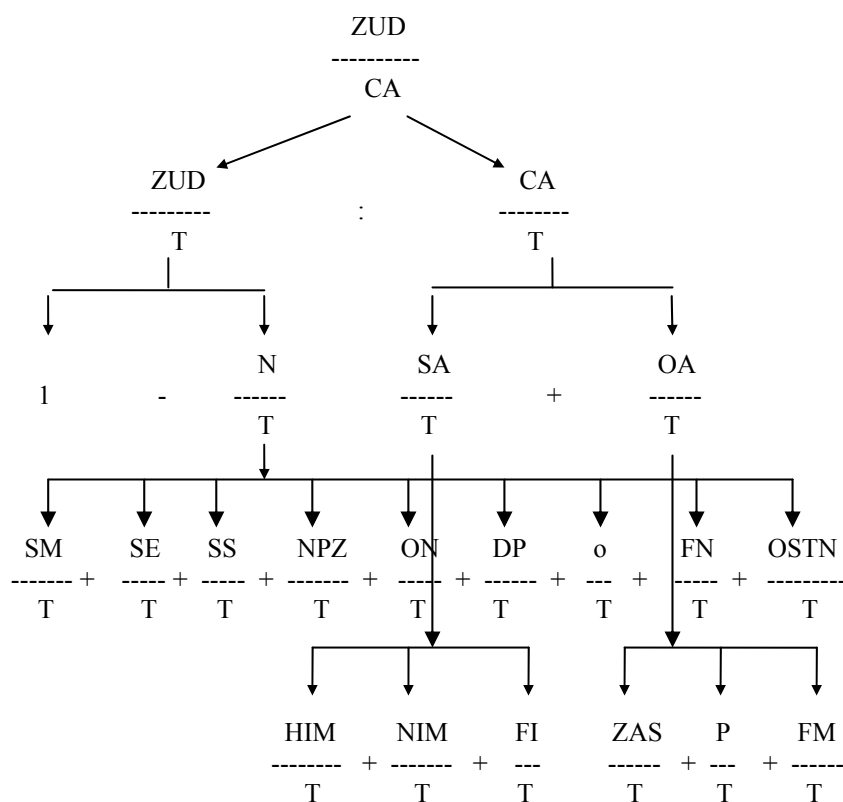 ZUD
----------
CA
ZUD CA
--------- : --------
T T
N SA OA
1 - ------ ------ + ------
T T T
SM SE SS NPZ ON DP o FN OSTN
------- + ----- + ----- + ------- + ----- + ------ + --- + ----- + ----------
T T T T T T T T T
HIM NIM FI ZAS P FM
-------- + ------- + --- ------ + --- + ------
T T T T T T